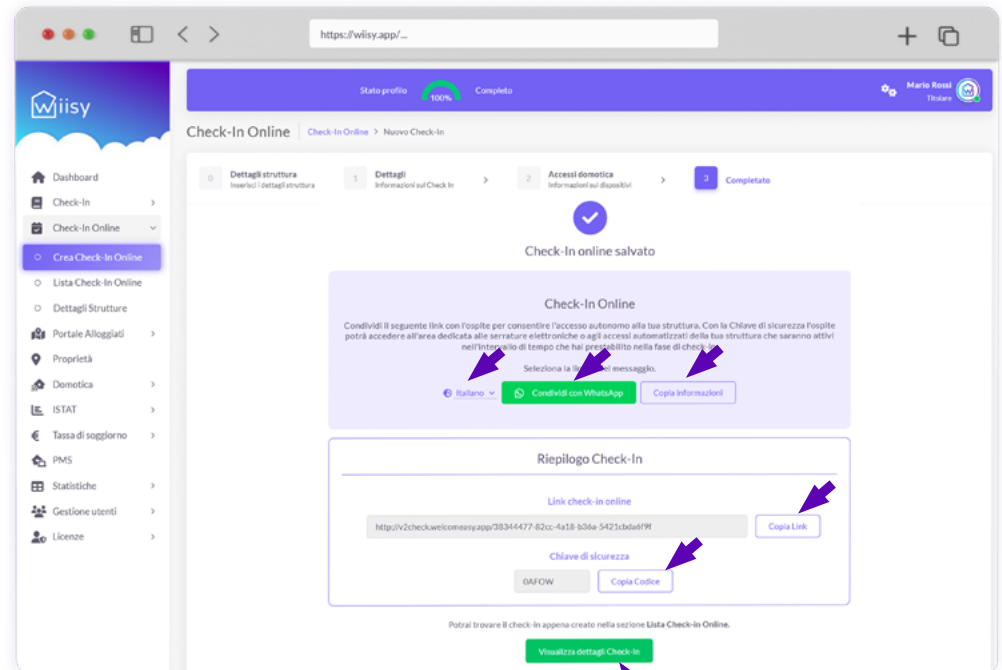 https://wiisy.app/...
Wiisy
Stato profilo 100% Completo
Mario Rossi
Titolare
Check-In Online Check-In Online > Nuovo Check-In
Dashboard
Check-In
Check-In Online
Crea Check-In Online
Lista Check-In Online
Dettagli Strutture
Portale Alloggiati
Proprietà
Domotica
ISTAT
Tassa di soggiorno
PMS
Statistiche
Gestione utenti
Licenze
0 Dettagli struttura
Inserisci i dettagli struttura
1 Dettagli
Informazioni sul Check In
2 Accessi domotica
Informazioni sui dispositivi
3 Completato
Check-In online salvato
Check-In Online
Condividi il seguente link con l'ospite per consentire l'accesso autonomo alla tua struttura. Con la Chiave di sicurezza l'ospite
potrà accedere all'area dedicata alle serrature elettroniche o agli accessi automatizzati della tua struttura che saranno attivi
nell'intervallo di tempo che hai prestabilito nella fase di check-in.
Seleziona la messaggio.
Italiano
Condividi con WhatsApp
Copia informazioni
Riepilogo Check-In
Link check-in online
http://v2check.welcomeasy.app/38344477-82cc-4a18-b36a-5421cbda6f9f
Copia Link
Chiave di sicurezza
0AFOW
Copia Codice
Potrai trovare il check-in appena creato nella sezione Lista Check-in Online.
Visualizza dettagli Check-In